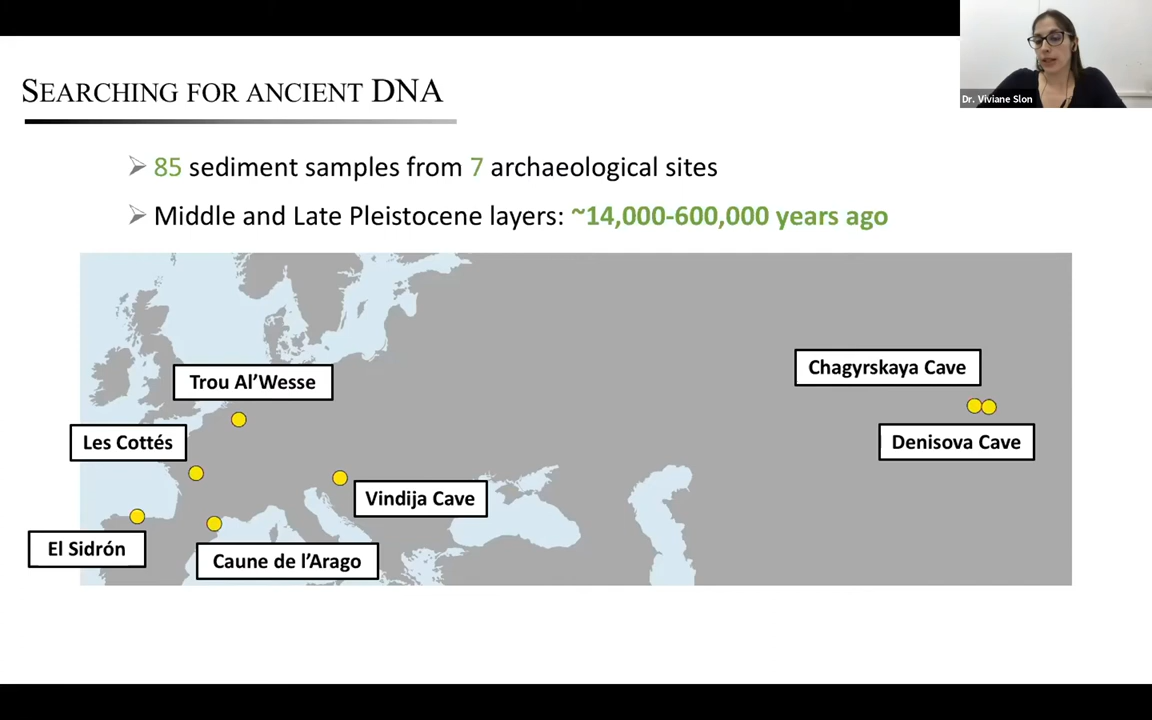 SEARCHING FOR ANCIENT DNA
Dr. Viviane Slon
85 sediment samples from 7 archaeological sites
Middle and Late Pleistocene layers: ~14,000-600,000 years ago
Chagyrskaya Cave
Trou Al’Wesse
Les Cottés
Denisova Cave
Vindija Cave
El Sidrón
Caune de l’Arago